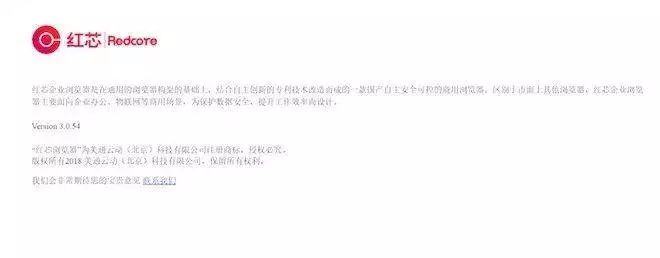 红芯 Redcore
红芯企业浏览器是在通用的浏览器构架的基础上，结合自主创新的专利技术改造而成的一款国产自主安全可控的商用浏览器。区别于市面上其他浏览器，红芯企业浏览
器主要面向企业办公、物联网等商用场景，为保护数据安全，提升工作效率而设计。
Version 3.0.54
“红芯浏览器”为美通云动（北京）科技有限公司注册商标，授权必究。
版权所有2018 美通云动（北京）科技有限公司。保留所有权利。
我们会非常期待您的宝贵意见 联系我们